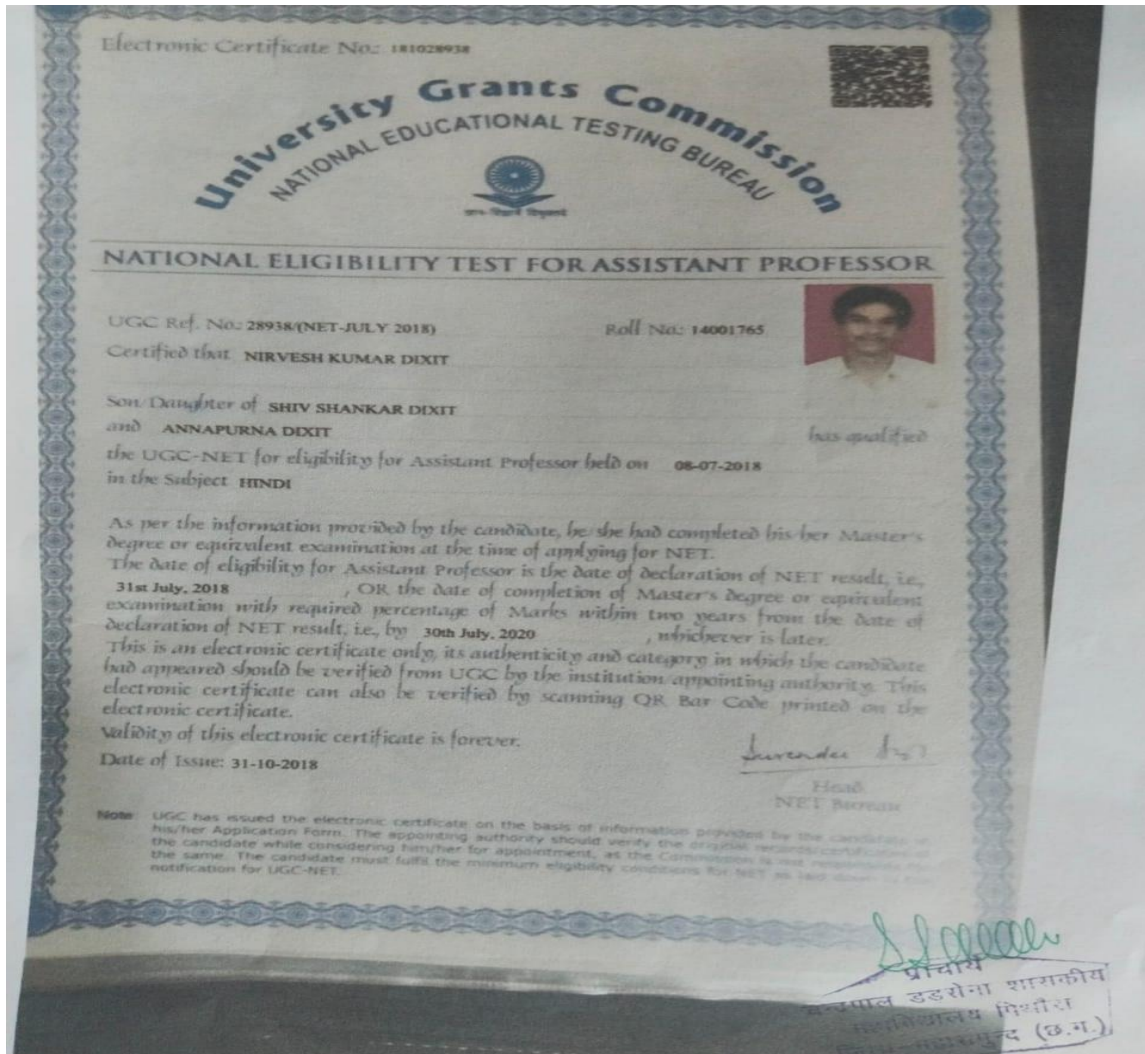 Electronic Certificate No.: 181028938
University Grants Commission
NATIONAL EDUCATIONAL TESTING BUREAU
ज्ञान-विज्ञानं विमुक्तये
NATIONAL ELIGIBILITY TEST FOR ASSISTANT PROFESSOR
UGC Ref. No.: 28938/(NET-JULY 2018) Roll No.: 14001765
Certified that NIRVESH KUMAR DIXIT
Son/Daughter of SHIV SHANKAR DIXIT
and ANNAPURNA DIXIT has qualified
the UGC-NET for eligibility for Assistant Professor held on 08-07-2018
in the Subject HINDI
As per the information provided by the candidate, he/she had completed his/her Master's
degree or equivalent examination at the time of applying for NET.
The date of eligibility for Assistant Professor is the date of declaration of NET result, i.e.,
31st July, 2018 , OR the date of completion of Master's degree or equivalent
examination with required percentage of Marks within two years from the date of
declaration of NET result, i.e., by 30th July, 2020 , whichever is later.
This is an electronic certificate only, its authenticity and category in which the candidate
had appeared should be verified from UGC by the institution/appointing authority. This
electronic certificate can also be verified by scanning QR Bar Code printed on the
electronic certificate.
Validity of this electronic certificate is forever.
Date of Issue: 31-10-2018
Head
NET Bureau
Note: UGC has issued the electronic certificate on the basis of information provided by the candidate in
his/her Application Form. The appointing authority should verify the original records/certificates of
the candidate while considering him/her for appointment, as the Commission is not responsible for
the same. The candidate must fulfil the minimum eligibility conditions for NET as laid down in the
notification for UGC-NET.
प्राचार्य
शासकीय
महाविद्यालय पिथौरा
(छ.ग.)